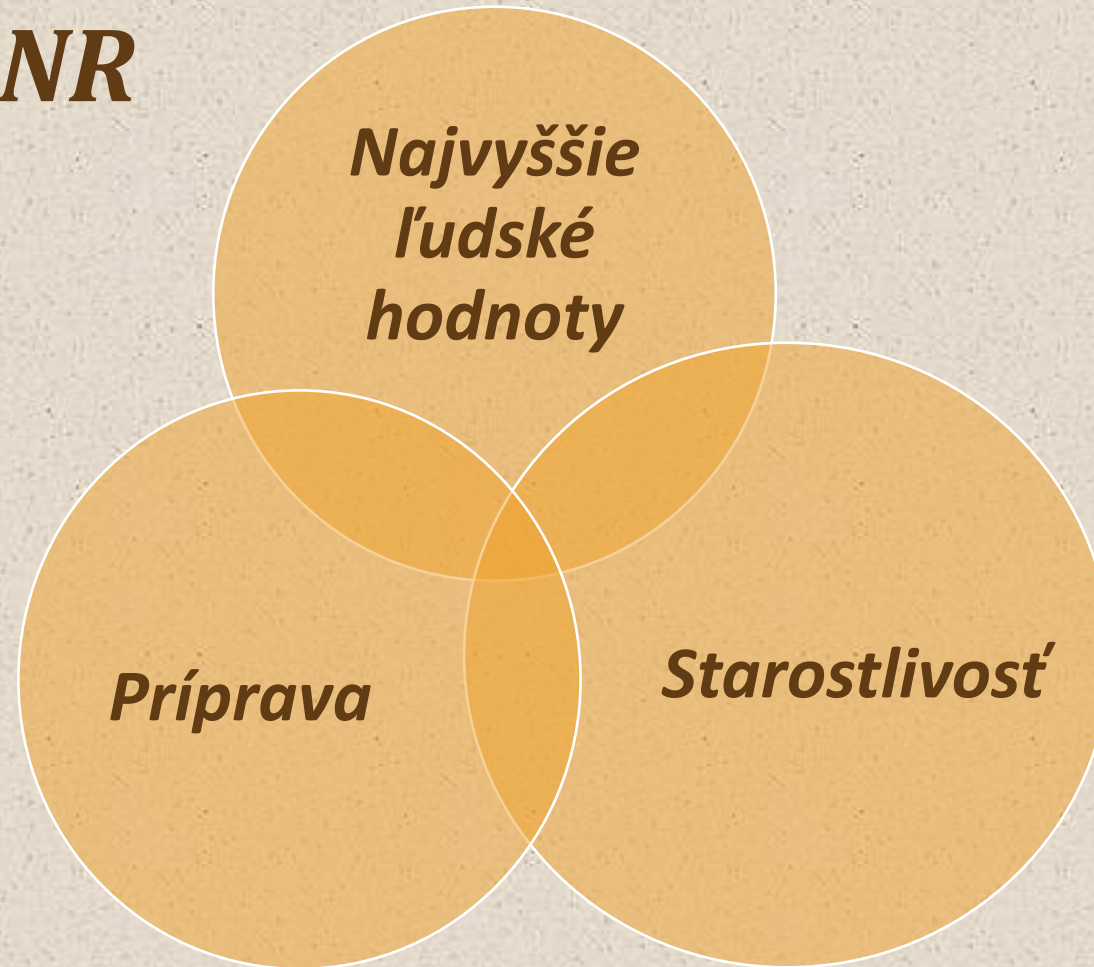 NR
Najvyššie
ľudské
hodnoty
Starostlivosť
Príprava